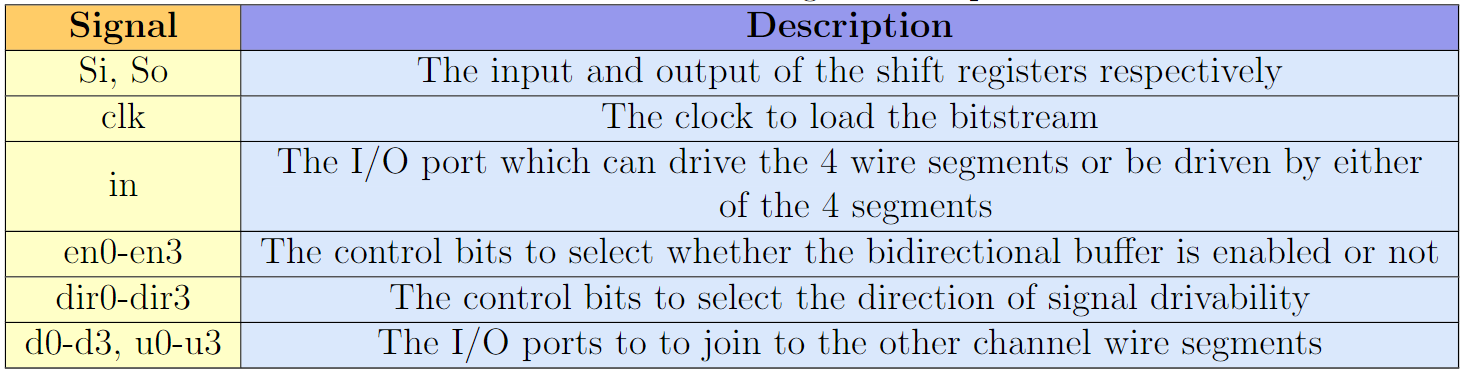 Signal Description
Si, So The input and output of the shift registers respectively
clk The clock to load the bitstream
in The I/O port which can drive the 4 wire segments or be driven by either
of the 4 segments
en0-en3 The control bits to select whether the bidirectional buffer is enabled or not
dir0-dir3 The control bits to select the direction of signal drivability
d0-d3, u0-u3 The I/O ports to to join to the other channel wire segments